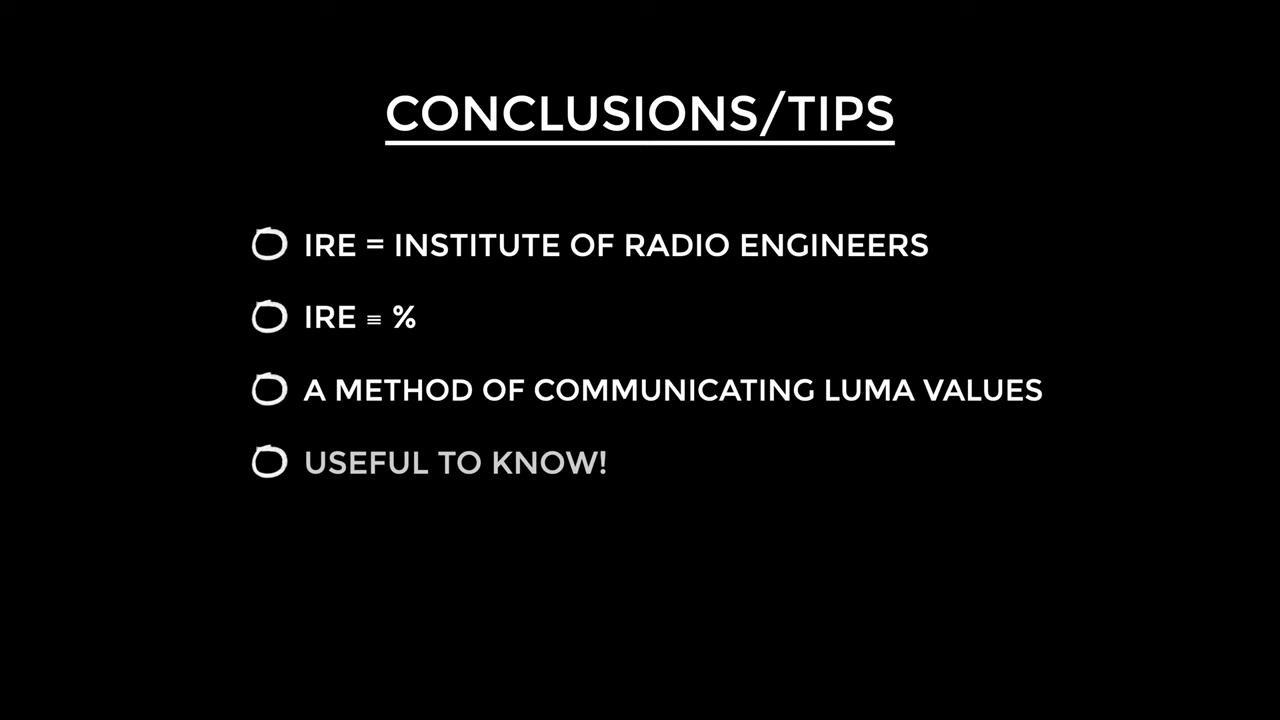 CONCLUSIONS/TIPS
IRE = INSTITUTE OF RADIO ENGINEERS
IRE ≡ %
A METHOD OF COMMUNICATING LUMA VALUES
USEFUL TO KNOW!